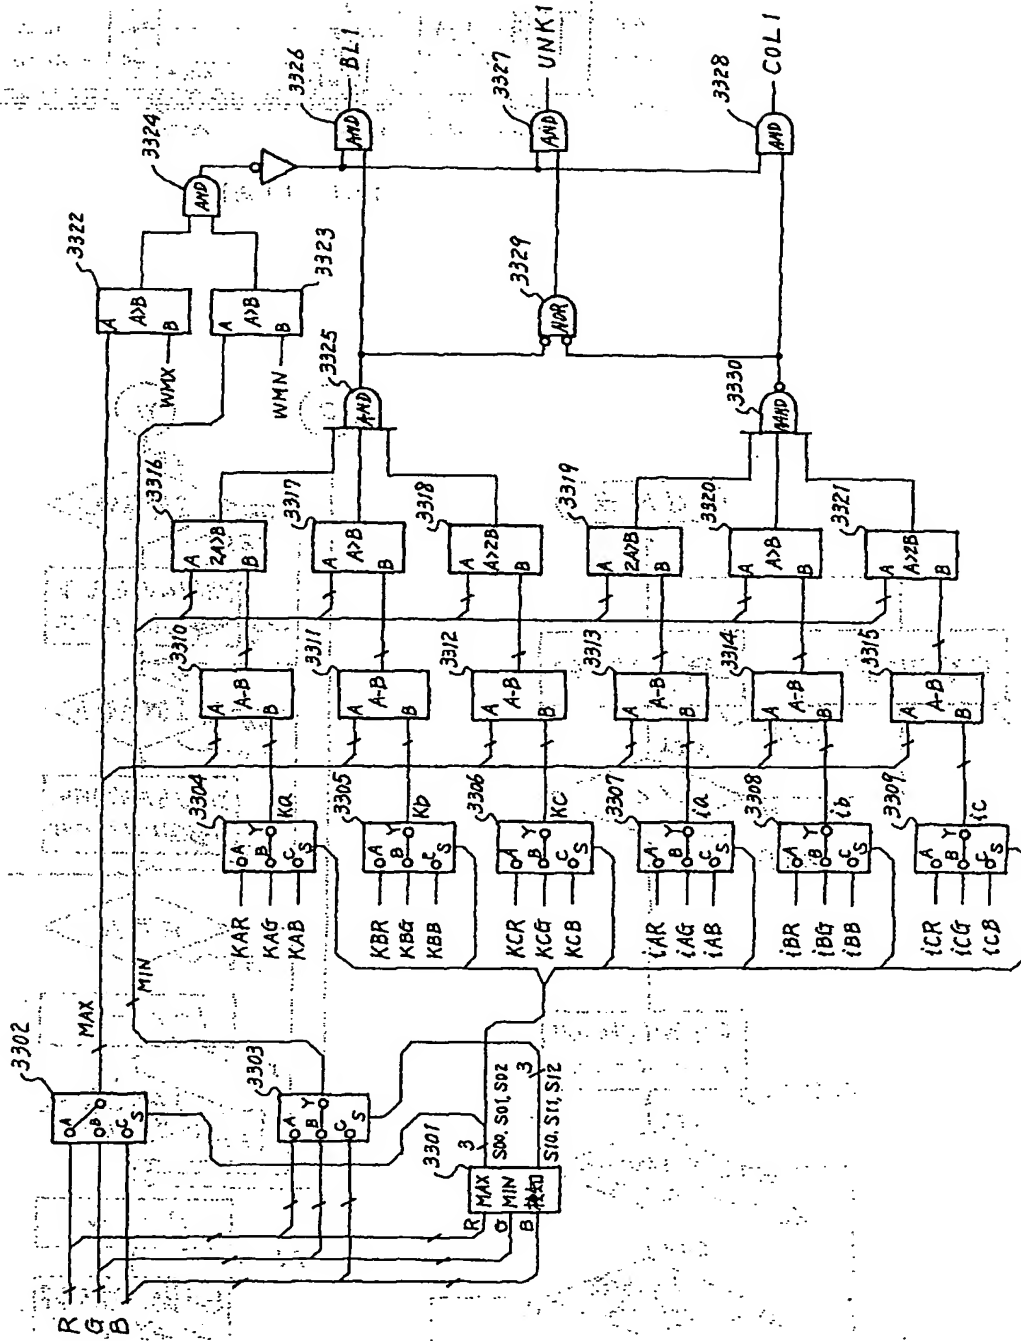 R
G
B
3302
A
B
C
S
MAX
3303
A
B
C
Y
S
MIN
3301
R
G
B
MAX
MIN
検知
3
S00, S01, S02
3
S10, S11, S12
3304
A
B
C
Y
S
KAR
KAG
KAB
Ka
3305
A
B
C
Y
S
KBR
KBG
KBB
Kb
3306
A
B
C
Y
S
KCR
KCG
KCB
Kc
3307
A
B
C
Y
S
iAR
iAG
iAB
ia
3308
A
B
C
Y
S
iBR
iBG
iBB
ib
3309
A
B
C
S
iCR
iCG
iCB
ic
3310
A
A-B
B
3311
A
A-B
B
3312
A
A-B
B
3313
A
A-B
B
3314
A
A-B
B
3315
A
A-B
B
3316
A
2A>B
B
3317
A
A>B
B
3318
A
A>2B
B
3319
A
2A>B
B
3320
A
A>B
B
3321
A
A>2B
B
3322
A
A>B
B
WMX
3323
A
A>B
B
WMN
3324
AND
3325
AND
3330
NAND
3329
NOR
3326
AND
BL1
3327
AND
UNK1
3328
AND
COL1